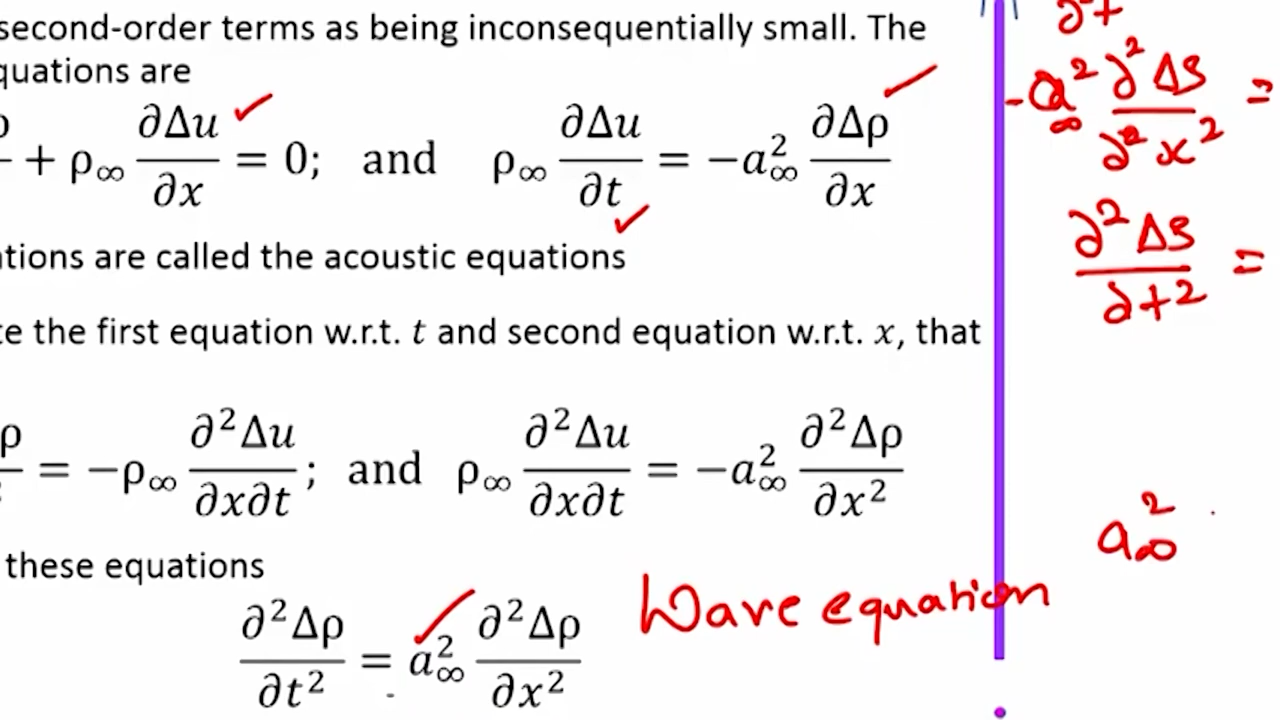 second-order terms as being inconsequentially small. The
quations are
+ ρ∞ ∂Δu/∂x = 0; and ρ∞ ∂Δu/∂t = −a∞² ∂Δρ/∂x
tions are called the acoustic equations
te the first equation w.r.t. t and second equation w.r.t. x, that
ρ = −ρ∞ ∂²Δu/∂x∂t; and ρ∞ ∂²Δu/∂x∂t = −a∞² ∂²Δρ/∂x²
these equations
∂²Δρ/∂t² = a∞² ∂²Δρ/∂x²
Wave equation
-a∞² ∂²Δρ/∂²x² =
∂²Δρ/∂t2 =
a∞²